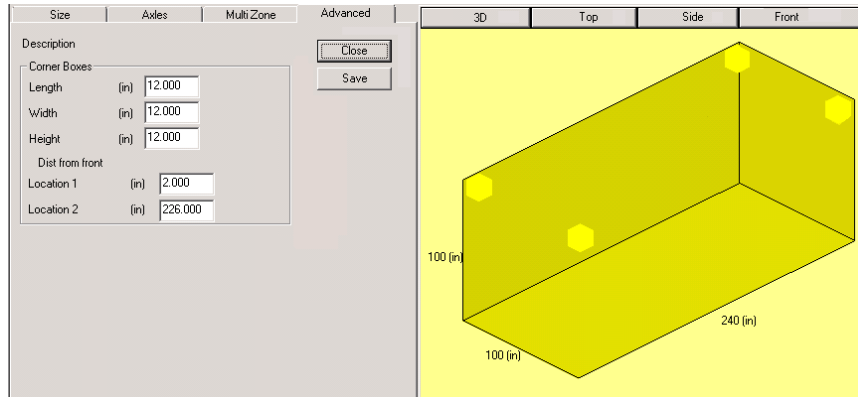 Size Axles Multi Zone Advanced
3D Top Side Front
Description
Close
Corner Boxes
Save
Length (in) 12.000
Width (in) 12.000
Height (in) 12.000
Dist from front
Location 1 (in) 2.000
Location 2 (in) 226.000
100 (in)
240 (in)
100 (in)